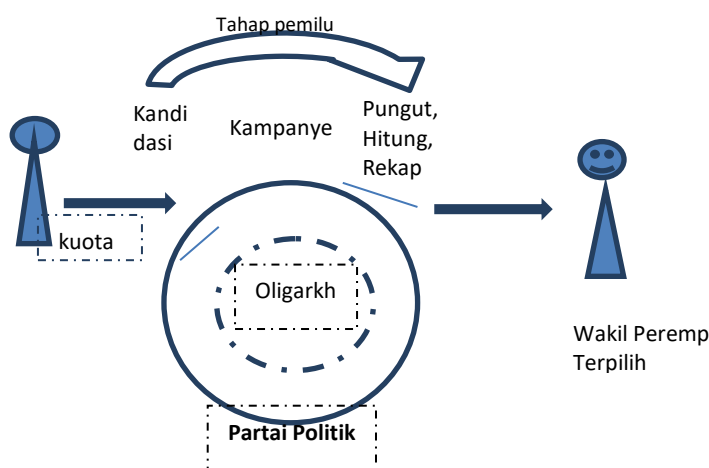 Tahap pemilu
Kandi
dasi
Kampanye
Pungut,
Hitung,
Rekap
kuota
Oligarkh
Wakil Peremp
Terpilih
Partai Politik